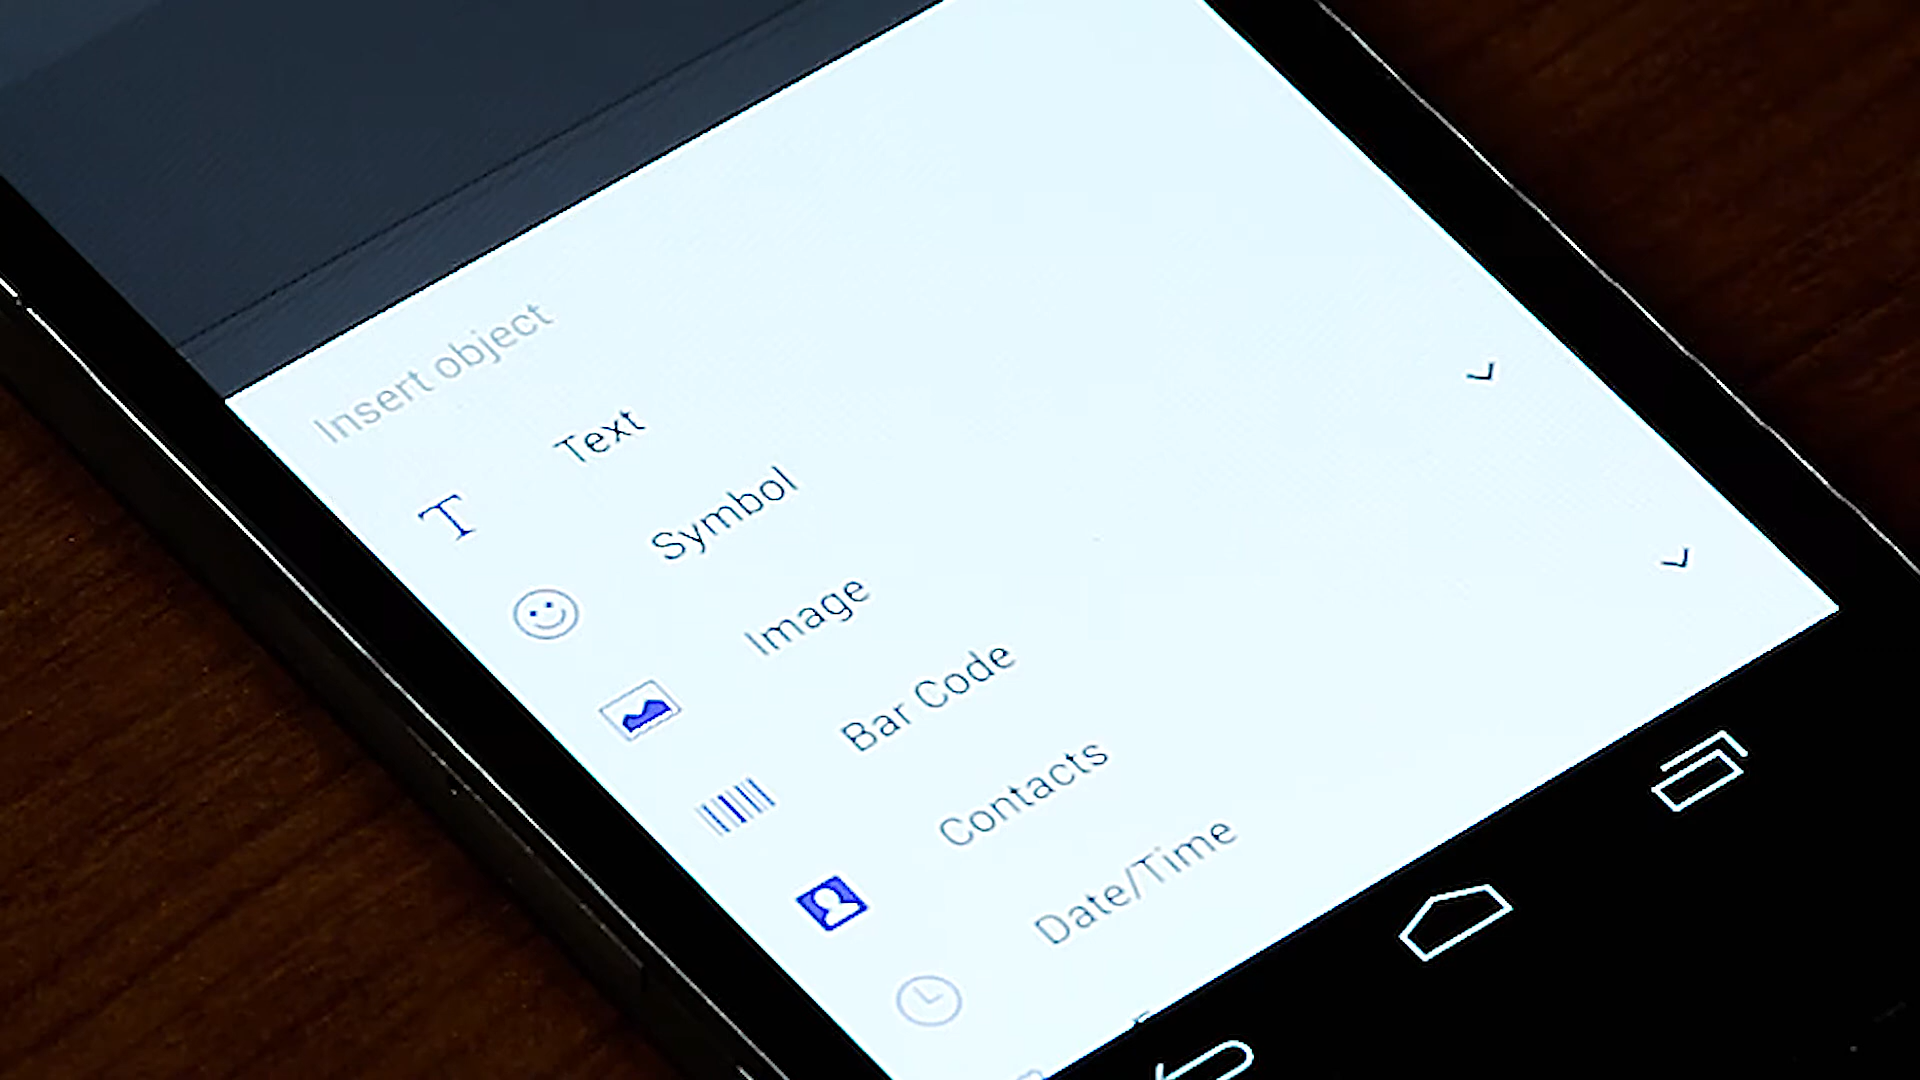 Insert object
Text
Symbol
Image
Bar Code
Contacts
Date/Time